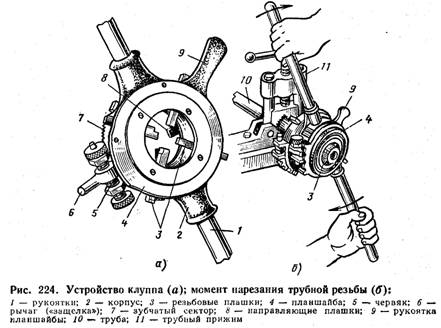 9
8
7
6
5
4
3
2
1
а)
10
11
9
4
3
б)
Рис. 224. Устройство клуппа (а); момент нарезания трубной резьбы (б):
1 — рукоятки; 2 — корпус; 3 — резьбовые плашки; 4 — планшайба; 5 — червяк; 6 —
рычаг («защелка»); 7 — зубчатый сектор; 8 — направляющие плашки; 9 — рукоятка
планшайбы; 10 — труба; 11 — трубный прижим